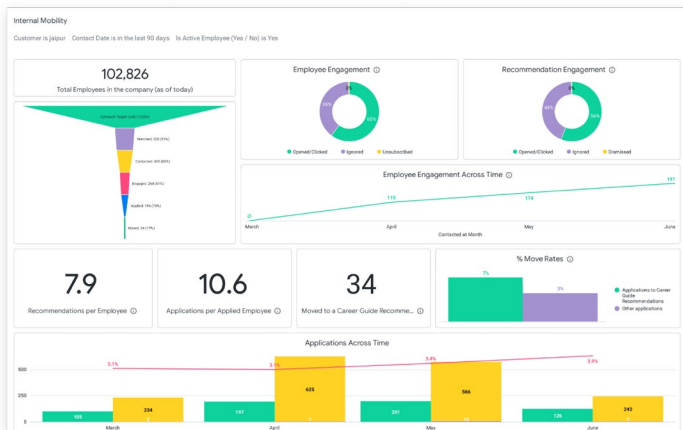 Internal Mobility
Customer is jaipur Contact Date is in the last 90 days Is Active Employee (Yes / No) is Yes
102,826
Total Employees in the company (as of today)
Employee Engagement
Opened/Clicked Ignored Unsubscribed
Recommendation Engagement
Opened/Clicked Ignored Dismissed
Employee Engagement Across Time
0
115
174
197
March April May June
Contacted at Month
7.9
Recommendations per Employee
10.6
Applications per Applied Employee
34
Moved to a Career Guide Recomme...
% Move Rates
7%
3%
Applications to Career
Guide
Recommendations
Other applications
Applications Across Time
500
250
0
3.4%
3.9%
105
234
197
625
201
566
126
242
March April May June